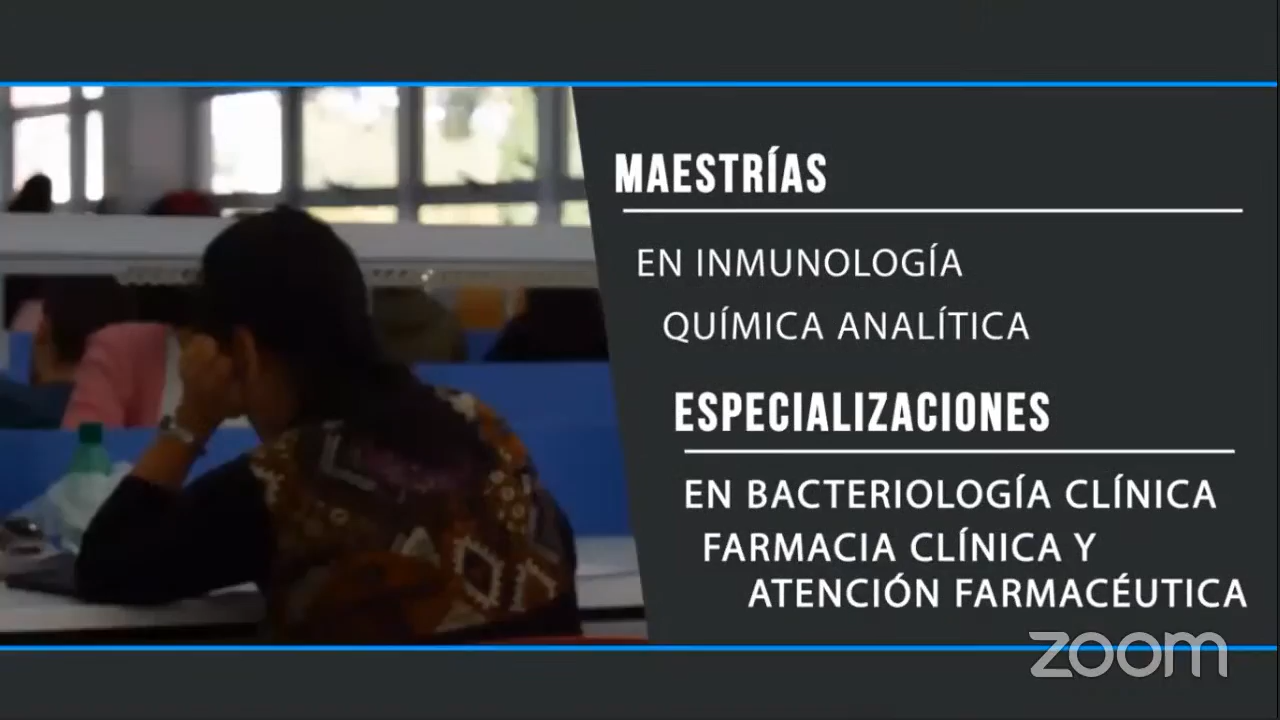 MAESTRÍAS
EN INMUNOLOGÍA
QUÍMICA ANALÍTICA
ESPECIALIZACIONES
EN BACTERIOLOGÍA CLÍNICA
FARMACIA CLÍNICA Y
ATENCIÓN FARMACÉUTICA
zoom